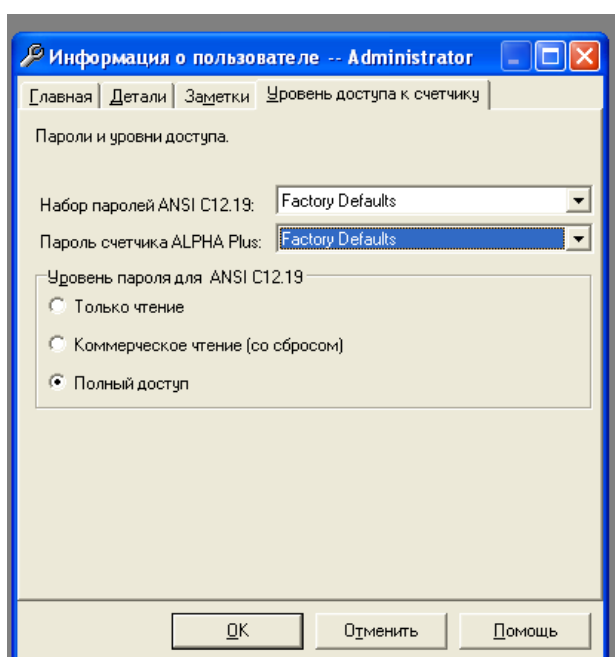 Информация о пользователе -- Administrator
Главная Детали Заметки Уровень доступа к счетчику
Пароли и уровни доступа.
Набор паролей ANSI C12.19: Factory Defaults
Пароль счетчика ALPHA Plus: Factory Defaults
Уровень пароля для ANSI C12.19
Только чтение
Коммерческое чтение (со сбросом)
Полный доступ
OK Отменить Помощь